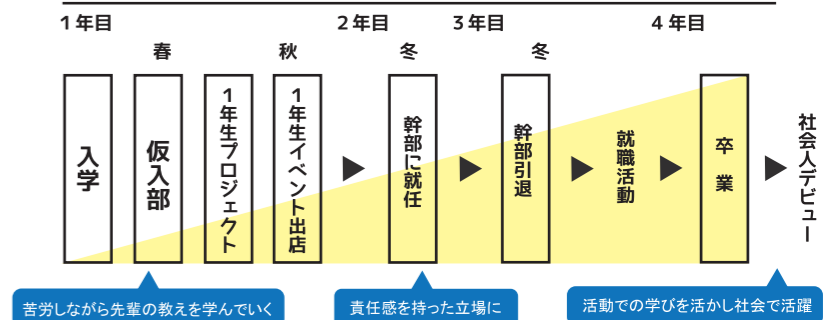 1年目
2年目
3年目
4年目
春
秋
冬
冬
入学
仮入部
1年生プロジェクト
1年生イベント出店
幹部に就任
幹部引退
就職活動
卒業
社会人デビュー
苦労しながら先輩の教えを学んでいく
責任感を持った立場に
活動での学びを活かし社会で活躍